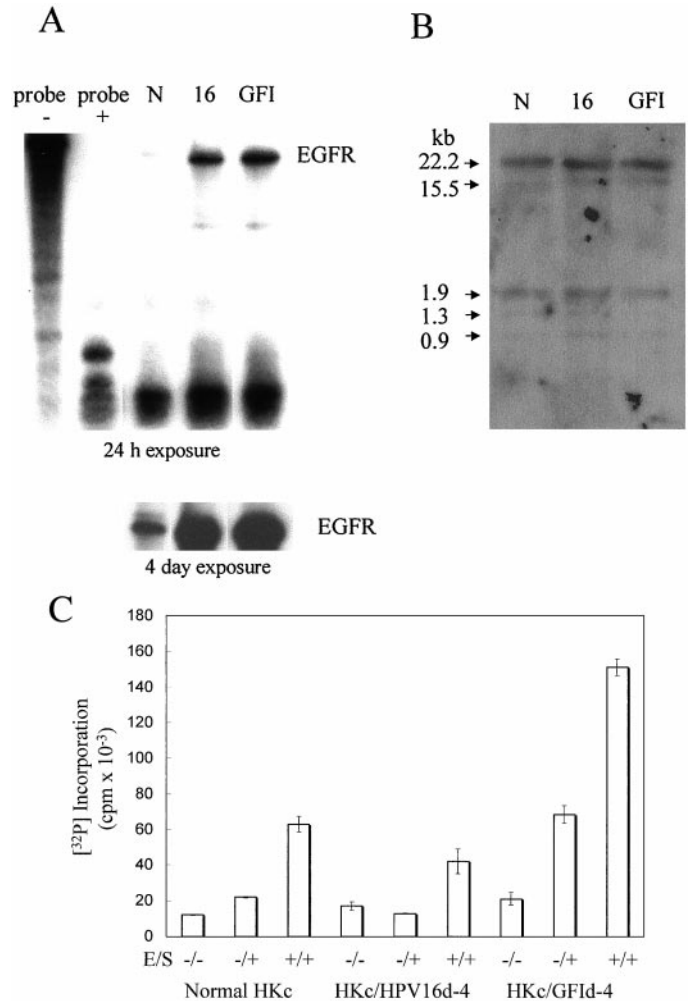 A
probe probe N 16 GFI
- +
EGFR
24 h exposure
EGFR
4 day exposure
B
N 16 GFI
kb
22.2
15.5
1.9
1.3
0.9
C
[³²P] Incorporation
(cpm x 10⁻³)
180
160
140
120
100
80
60
40
20
0
E/S -/- -/+ +/+ -/- -/+ +/+ -/- -/+ +/+
Normal HKc HKc/HPV16d-4 HKc/GFId-4